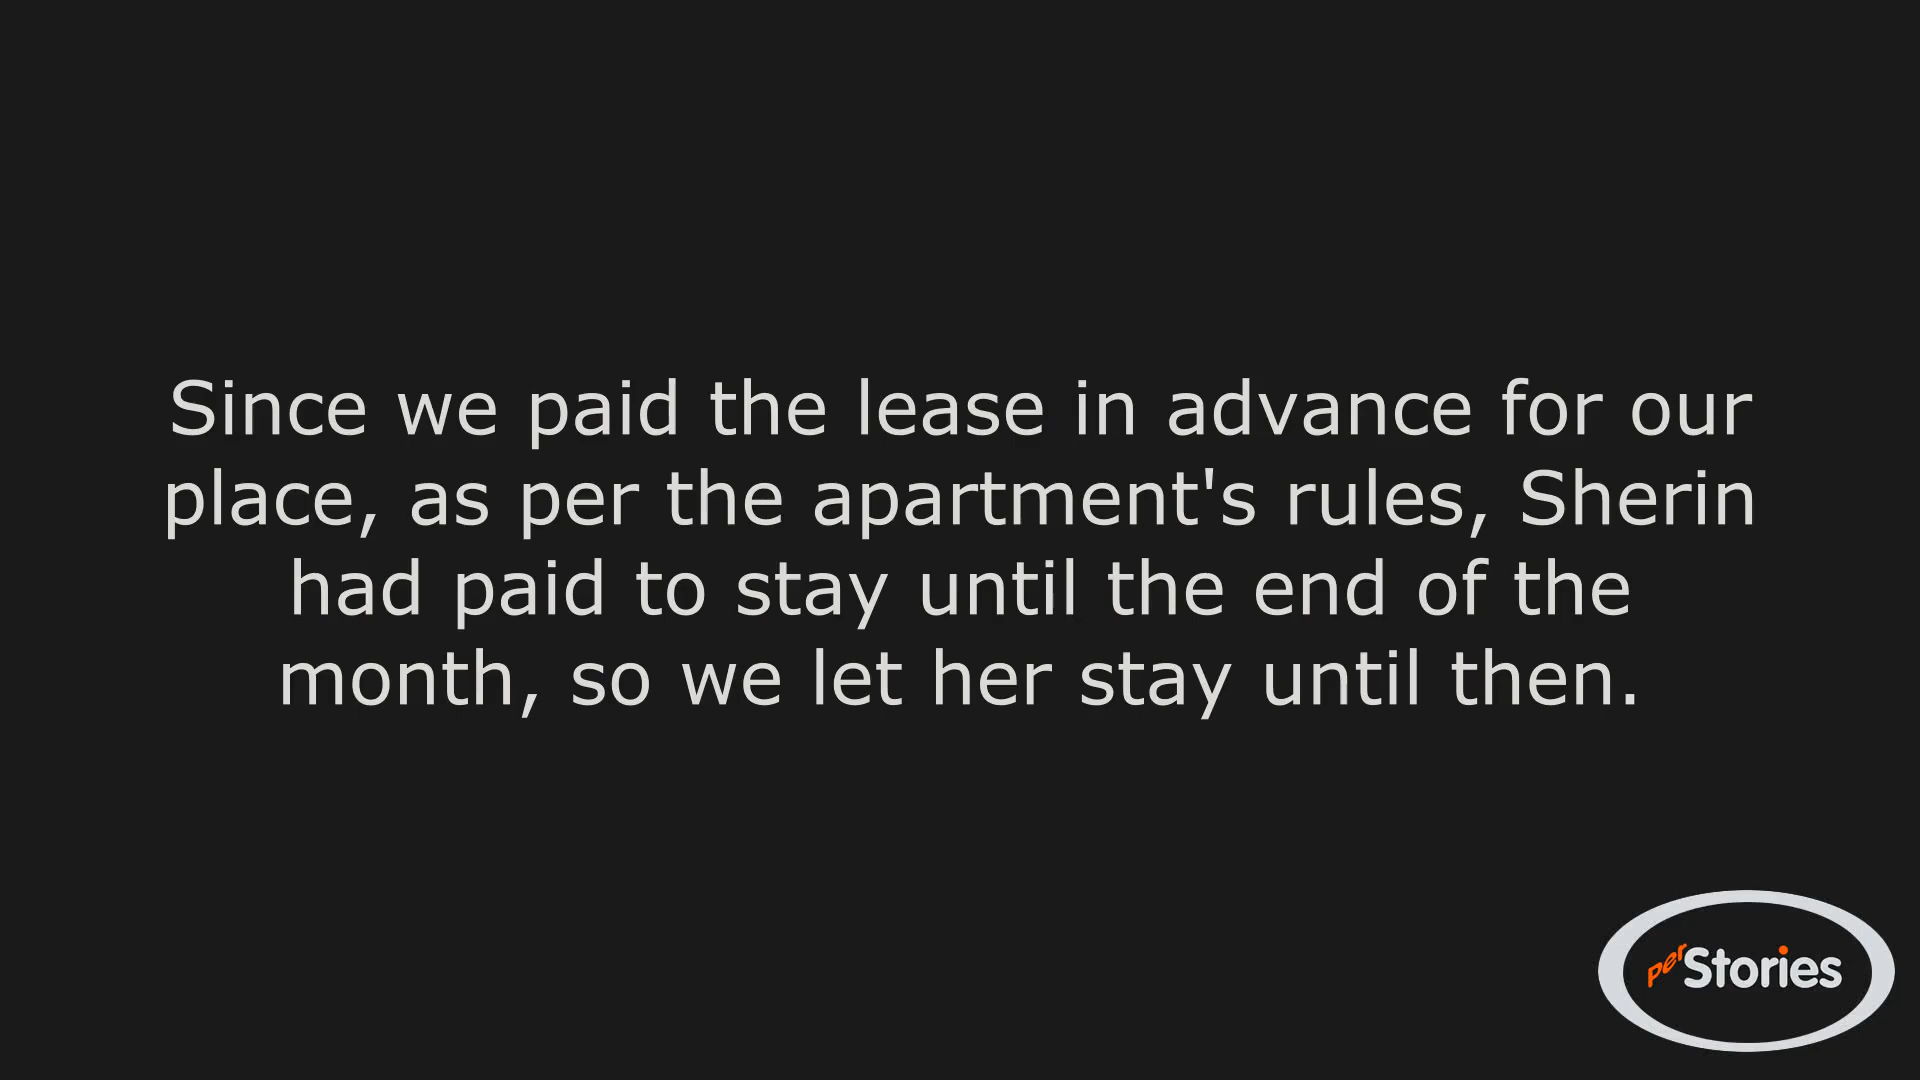 Since we paid the lease in advance for our
place, as per the apartment's rules, Sherin
had paid to stay until the end of the
month, so we let her stay until then.
perStories